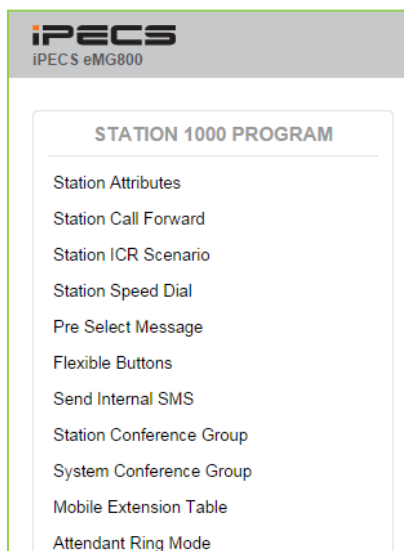 iPECS
iPECS eMG800
STATION 1000 PROGRAM
Station Attributes
Station Call Forward
Station ICR Scenario
Station Speed Dial
Pre Select Message
Flexible Buttons
Send Internal SMS
Station Conference Group
System Conference Group
Mobile Extension Table
Attendant Ring Mode